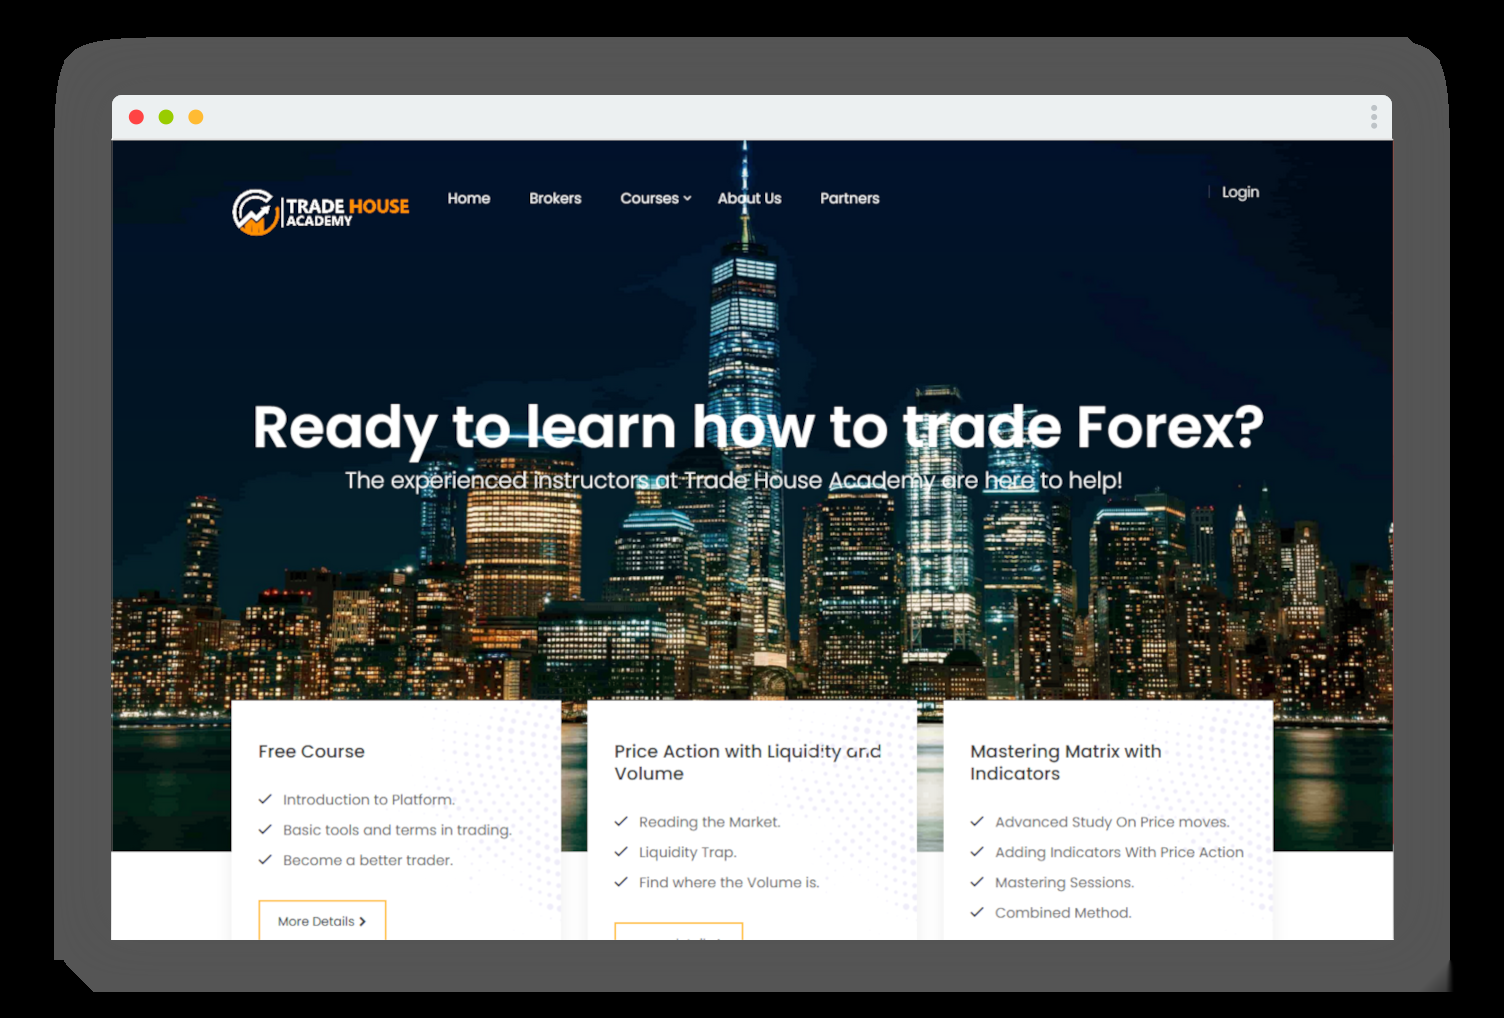 TRADE HOUSE
ACADEMY
Home
Brokers
Courses
About Us
Partners
Login
Ready to learn how to trade Forex?
The experienced instructors at Trade House Academy are here to help!
Free Course
Introduction to Platform.
Basic tools and terms in trading.
Become a better trader.
More Details
Price Action with Liquidity and
Volume
Reading the Market.
Liquidity Trap.
Find where the Volume is.
Mastering Matrix with
Indicators
Advanced Study On Price moves.
Adding Indicators With Price Action
Mastering Sessions.
Combined Method.